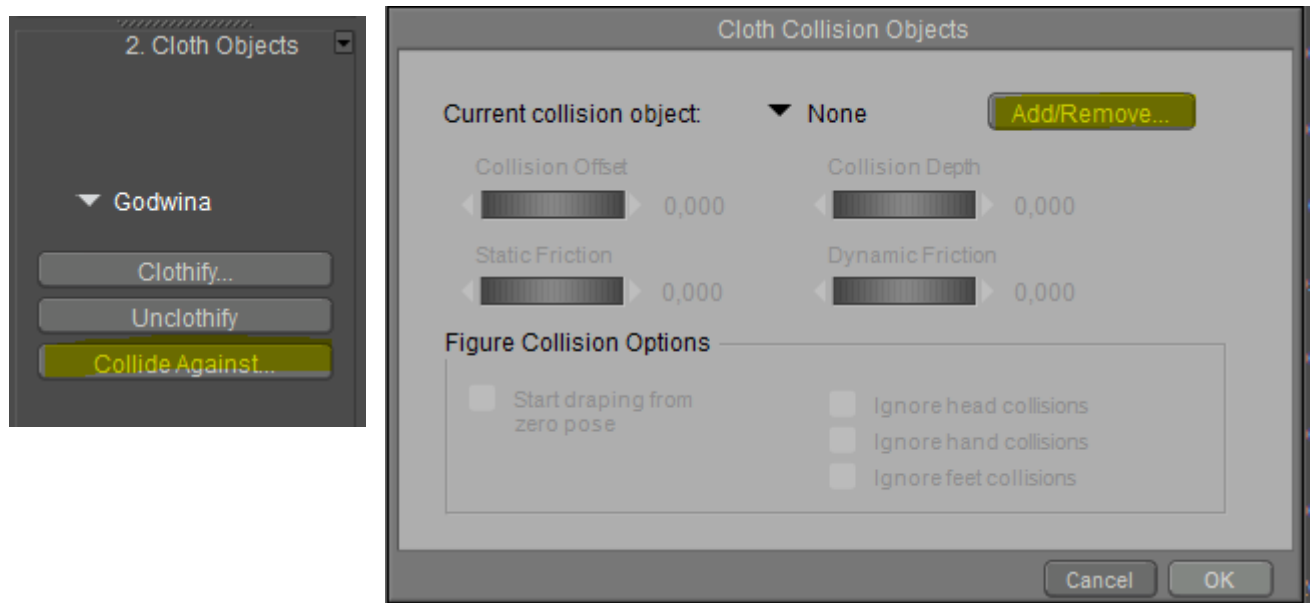 2. Cloth Objects
Godwina
Clothify...
Unclothify
Collide Against...
Cloth Collision Objects
Current collision object: None Add/Remove...
Collision Offset Collision Depth
0,000 0,000
Static Friction Dynamic Friction
0,000 0,000
Figure Collision Options
Start draping from
zero pose
Ignore head collisions
Ignore hand collisions
Ignore feet collisions
Cancel OK